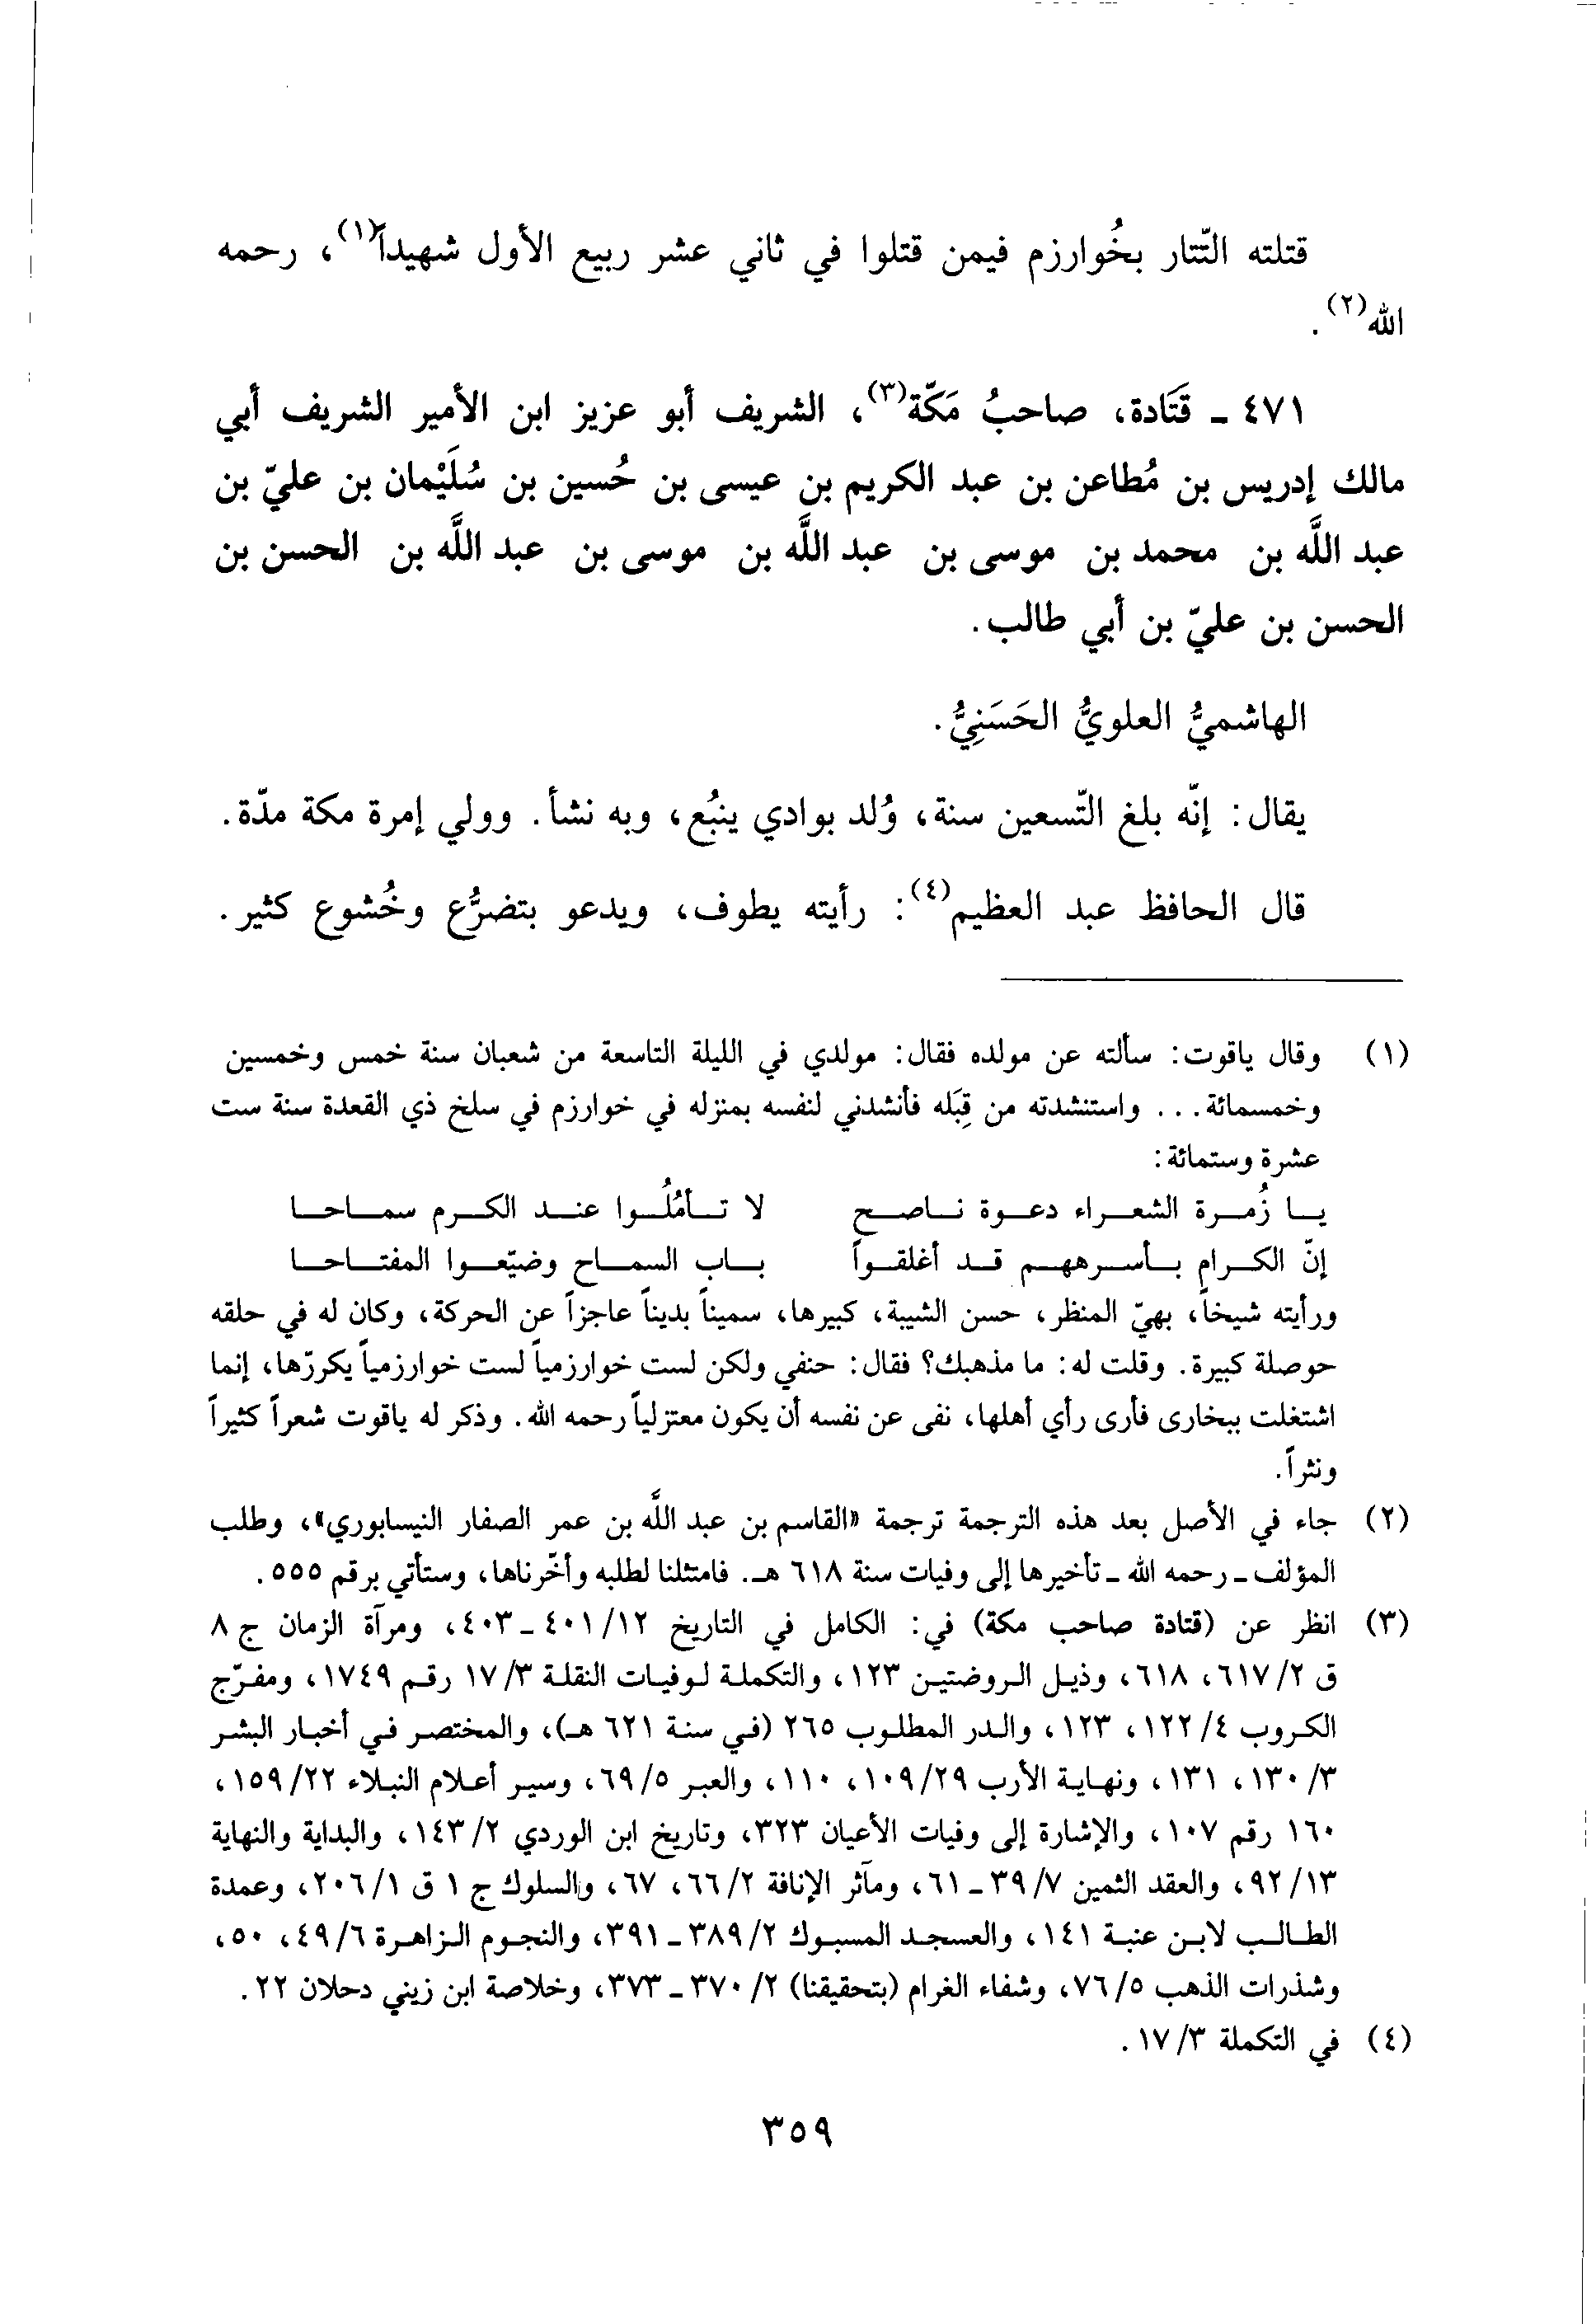 قتلته التّتار بخُوارزم فيمن قتلوا في ثاني عشر ربيع الأول شهيداً(١)، رحمه
الله(٢).
٤٧١ ـ قَتَادة، صاحبُ مَكّة(٣)، الشريف أبو عزيز ابن الأمير الشريف أبي
مالك إدريس بن مُطاعن بن عبد الكريم بن عيسى بن حُسين بن سُلَيْمان بن عليّ بن
عبد اللَّه بن محمد بن موسى بن عبد اللَّه بن موسى بن عبد اللَّه بن الحسن بن
الحسن بن عليّ بن أبي طالب.
الهاشميُّ العلويُّ الحَسَنِيُّ.
يقال: إنّه بلغ التّسعين سنة، وُلد بوادي ينبُع، وبه نشأ. وولي إمرة مكة مدّة.
قال الحافظ عبد العظيم(٤): رأيته يطوف، ويدعو بتضرُّع وخُشوع كثير.
(١) وقال ياقوت: سألته عن مولده فقال: مولدي في الليلة التاسعة من شعبان سنة خمس وخمسين
وخمسمائة... واستنشدته من قِبَله فأنشدني لنفسه بمنزله في خوارزم في سلخ ذي القعدة سنة ست
عشرة وستمائة:
يا زُمرة الشعراء دعوة ناصح لا تأمُلُوا عند الكرم سماحا
إنّ الكرام بأسرههم قد أغلقوا باب السماح وضيّعوا المفتاحا
ورأيته شيخاً، بهيّ المنظر، حسن الشيبة، كبيرها، سميناً بديناً عاجزاً عن الحركة، وكان له في حلقه
حوصلة كبيرة. وقلت له: ما مذهبك؟ فقال: حنفي ولكن لست خوارزمياً لست خوارزمياً يكررّها، إنما
اشتغلت ببخارى فأرى رأي أهلها، نفى عن نفسه أن يكون معتزلياً رحمه الله. وذكر له ياقوت شعراً كثيراً
ونثراً.
(٢) جاء في الأصل بعد هذه الترجمة ترجمة «القاسم بن عبد اللَّه بن عمر الصفار النيسابوري»، وطلب
المؤلف ـ رحمه الله ـ تأخيرها إلى وفيات سنة ٦١٨ هـ. فامتثلنا لطلبه وأخّرناها، وستأتي برقم ٥٥٥.
(٣) انظر عن (قتادة صاحب مكة) في: الكامل في التاريخ ١٢/ ٤٠١ ـ ٤٠٣، ومرآة الزمان ج ٨
ق ٢/ ٦١٧، ٦١٨، وذيل الروضتين ١٢٣، والتكملة لوفيات النقلة ٣/ ١٧ رقم ١٧٤٩، ومفرّج
الكروب ٤/ ١٢٢، ١٢٣، والدر المطلوب ٢٦٥ (في سنة ٦٢١ هـ)، والمختصر في أخبار البشر
٣/ ١٣٠، ١٣١، ونهاية الأرب ٢٩/ ١٠٩، ١١٠، والعبر ٥/ ٦٩، وسير أعلام النبلاء ٢٢/ ١٥٩،
١٦٠ رقم ١٠٧، والإشارة إلى وفيات الأعيان ٣٢٣، وتاريخ ابن الوردي ٢/ ١٤٣، والبداية والنهاية
١٣/ ٩٢، والعقد الثمين ٧/ ٣٩ ـ ٦١، ومآثر الإنافة ٢/ ٦٦، ٦٧، والسلوك ج ١ ق ١/ ٢٠٦، وعمدة
الطالب لابن عنبة ١٤١، والعسجد المسبوك ٢/ ٣٨٩ ـ ٣٩١، والنجوم الزاهرة ٦/ ٤٩، ٥٠،
وشذرات الذهب ٥/ ٧٦، وشفاء الغرام (بتحقيقنا) ٢/ ٣٧٠ ـ ٣٧٣، وخلاصة ابن زيني دحلان ٢٢.
(٤) في التكملة ٣/ ١٧.
٣٥٩